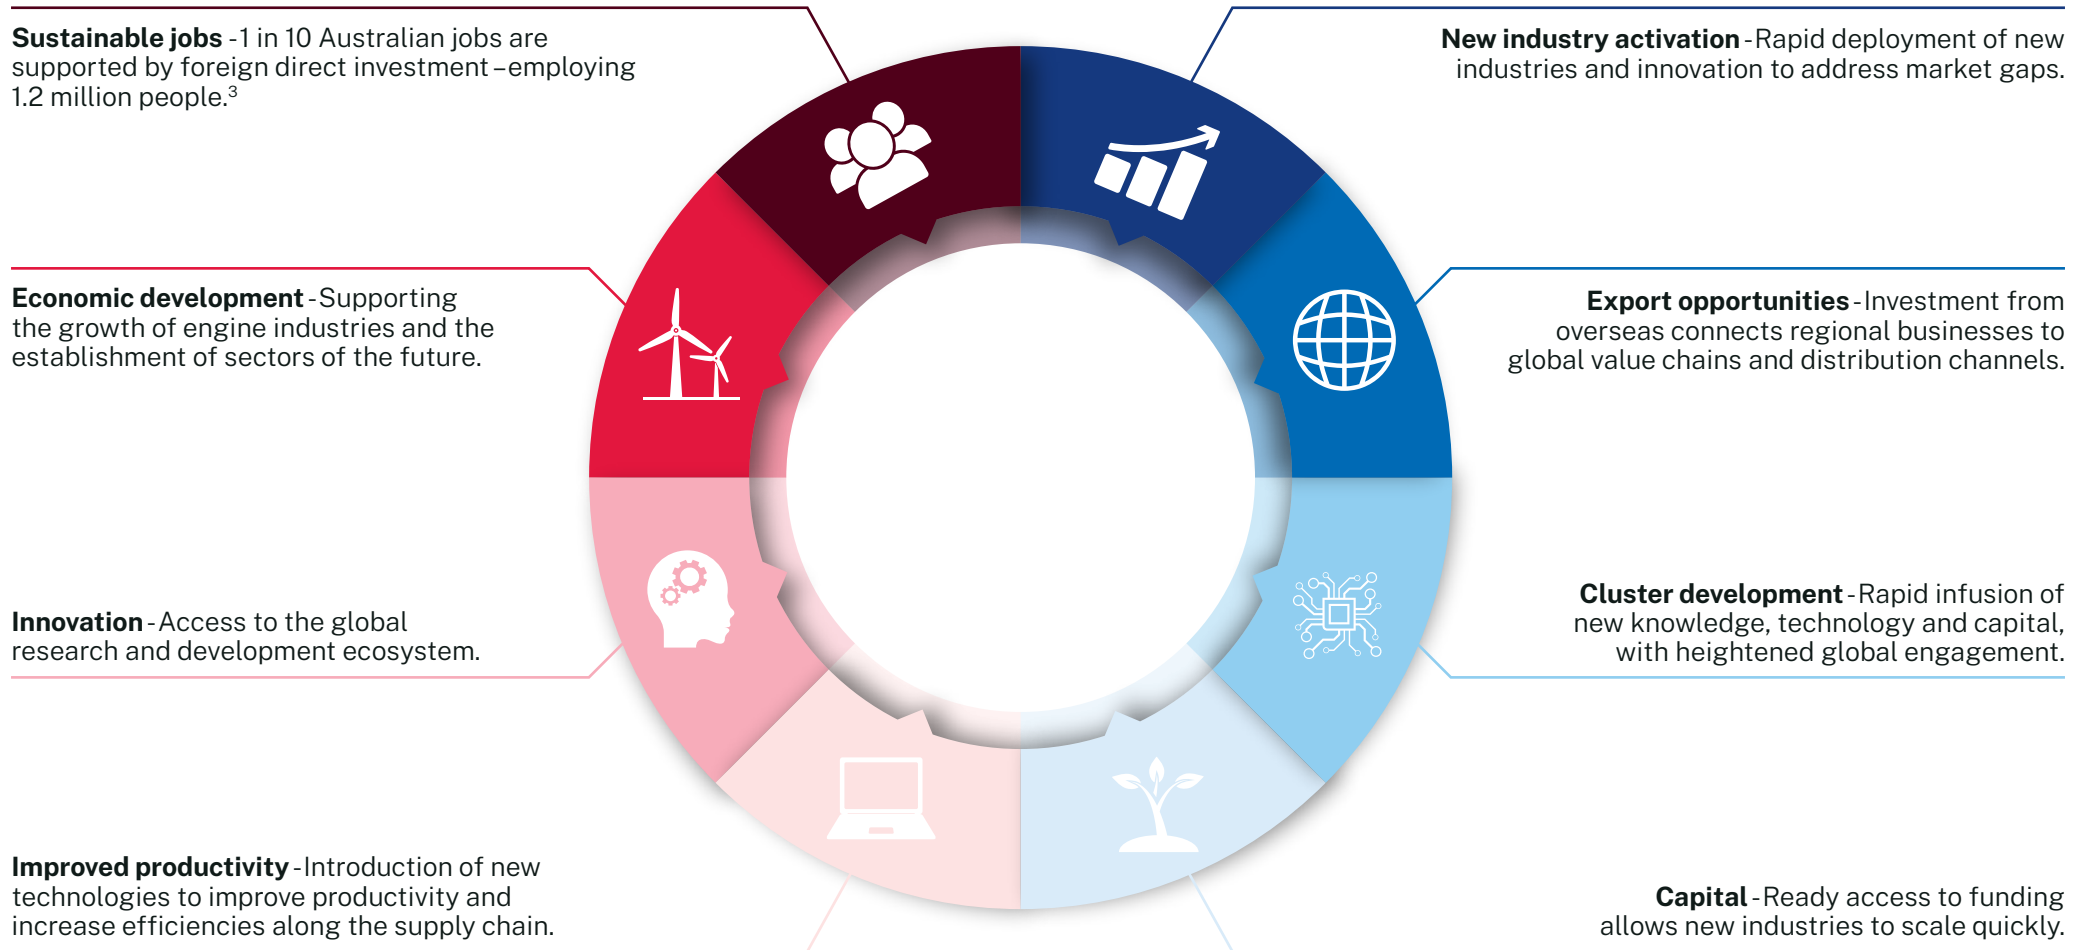 Sustainable jobs - 1 in 10 Australian jobs are
supported by foreign direct investment – employing
1.2 million people.³
Economic development - Supporting
the growth of engine industries and the
establishment of sectors of the future.
Innovation - Access to the global
research and development ecosystem.
Improved productivity - Introduction of new
technologies to improve productivity and
increase efficiencies along the supply chain.
New industry activation - Rapid deployment of new
industries and innovation to address market gaps.
Export opportunities - Investment from
overseas connects regional businesses to
global value chains and distribution channels.
Cluster development - Rapid infusion of
new knowledge, technology and capital,
with heightened global engagement.
Capital - Ready access to funding
allows new industries to scale quickly.